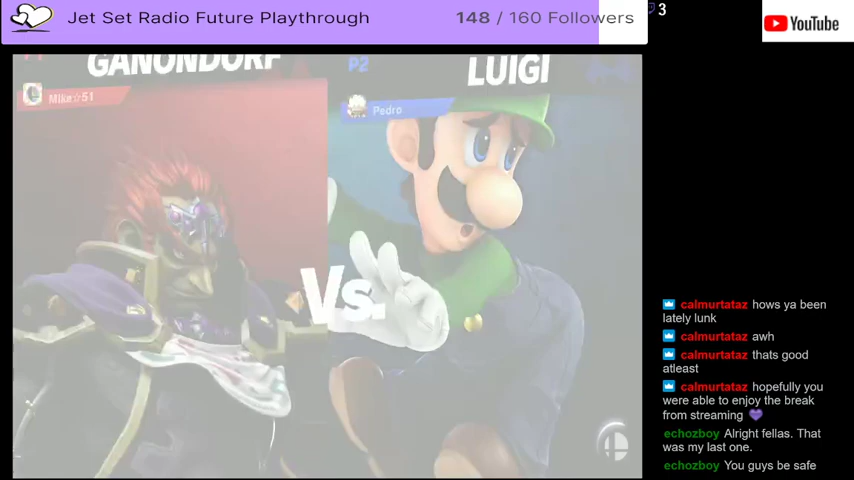 Jet Set Radio Future Playthrough
148 / 160 Followers
3
YouTube
GANONDORF
P2
LUIGI
Mike☆51
Pedro
Vs.
calmurtataz hows ya been
lately lunk
calmurtataz awh
calmurtataz thats good
atleast
calmurtataz hopefully you
were able to enjoy the break
from streaming 💜
echozboy Alright fellas. That
was my last one.
echozboy You guys be safe